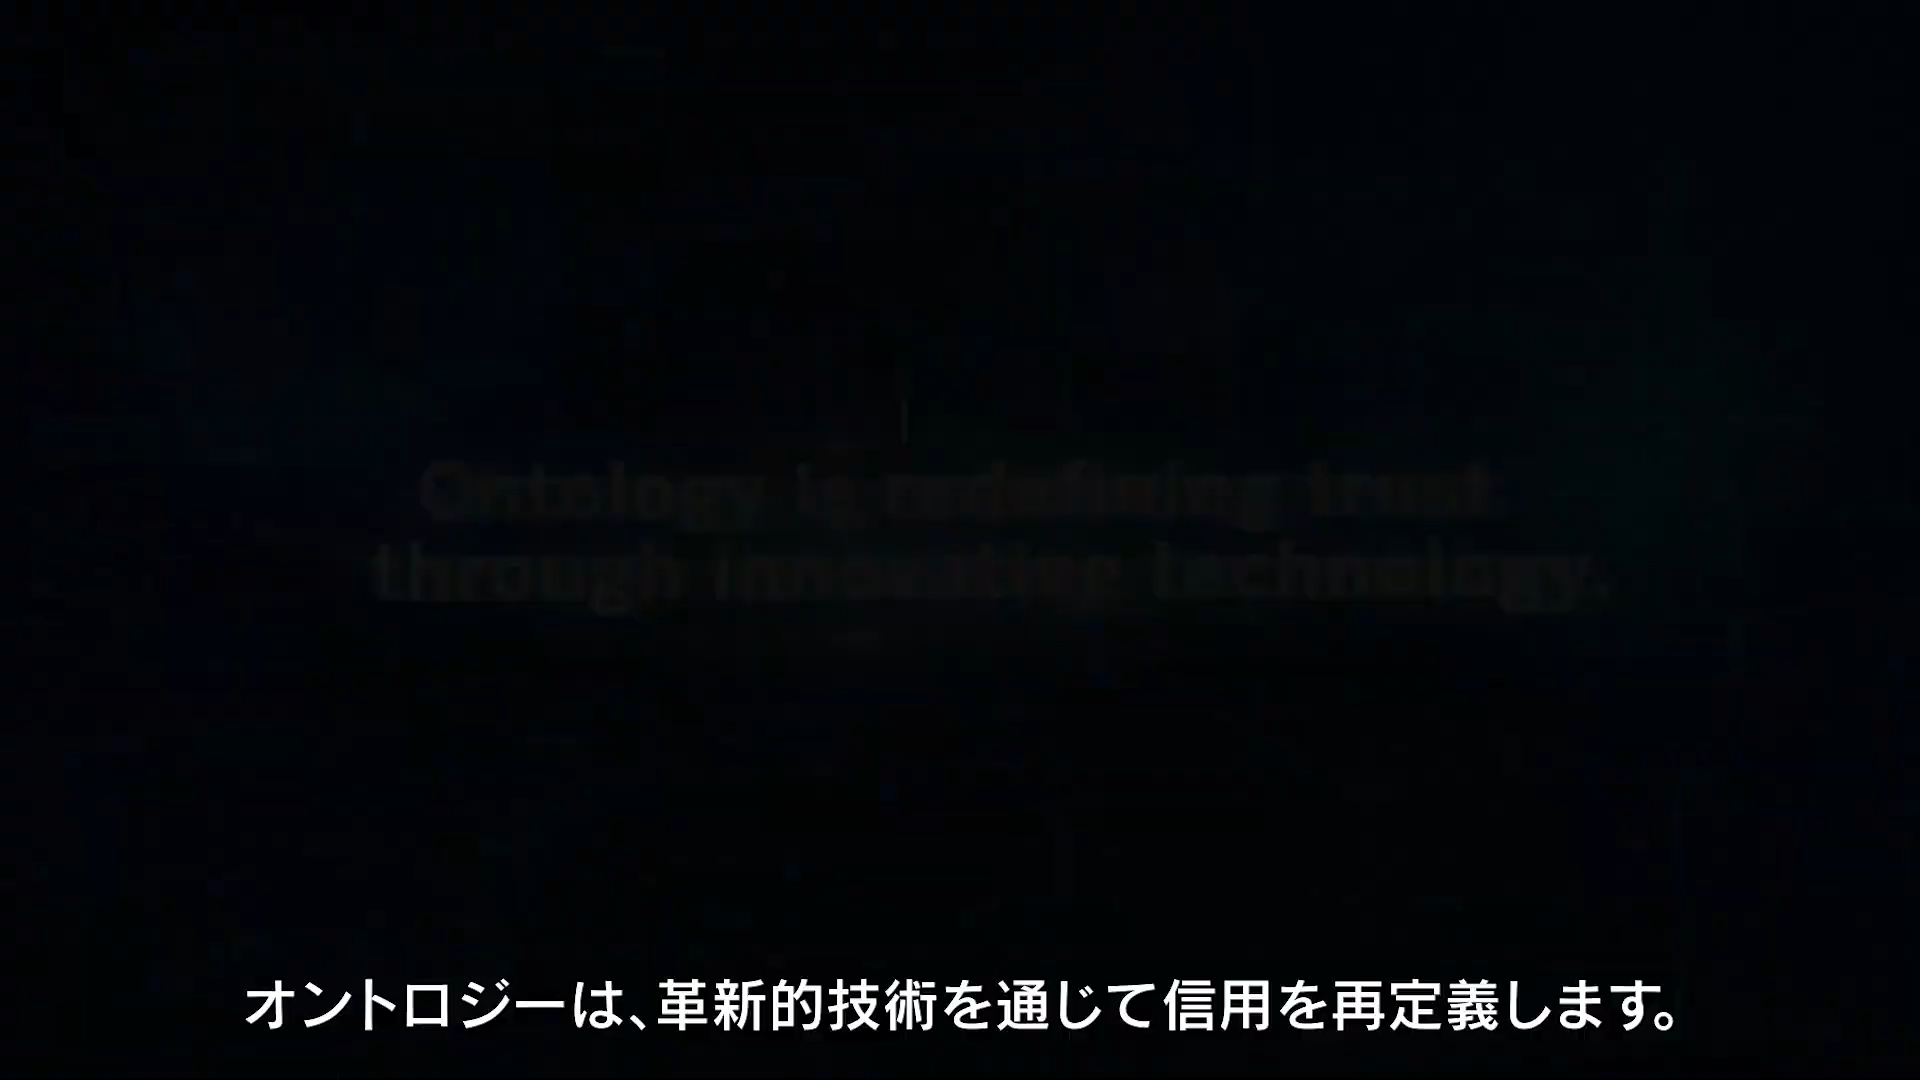 Ontology is redefining trust
through innovative technology.
オントロジーは、革新的技術を通じて信用を再定義します。